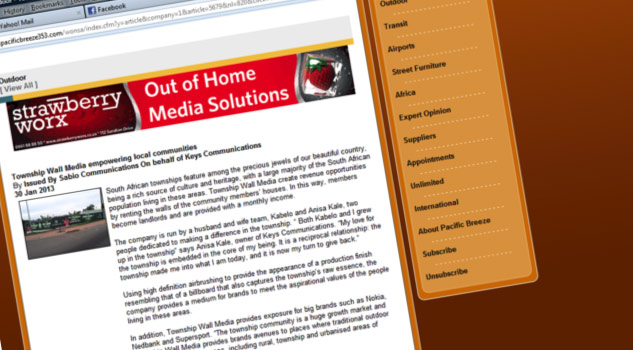 History Bookmarks
Yahoo! Mail
Facebook
Outdoor
[ View All ]
strawberry
worx
Out of Home
Media Solutions
Township Wall Media empowering local communities
By Issued By Sabio Communications On behalf of Keys Communications
30 Jan 2013
South African townships feature among the precious jewels of our beautiful country,
being a rich source of culture and heritage, with a large majority of the South African
population living in these areas. Township Wall Media create revenue opportunities
by renting the walls of the community members' houses. In this way, members
become landlords and are provided with a monthly income.
The company is run by a husband and wife team, Kabelo and Anisa Kale, two
people dedicated to making a difference in the township. " Both Kabelo and I grew
up in the township" says Anisa Kale, owner of Keys Communications. "My love for
the township is embedded in the core of my being. It is a reciprocal relationship: the
township made me into what I am today, and it is now my turn to give back."
Using high definition airbrushing to provide the appearance of a production finish
resembling that of a billboard that also captures the township's raw essence, the
company provides a medium for brands to meet the aspirational values of the people
living in these areas.
In addition, Township Wall Media provides exposure for big brands such as Nokia,
Nedbank and Supersport. "The township community is a huge growth market and
Wall Media provides brands avenues to places where traditional outdoor
including rural, township and urbanised areas of
Outdoor
Transit
Airports
Street Furniture
Africa
Expert Opinion
Suppliers
Appointments
Unlimited
International
About Pacific Breeze
Subscribe
Unsubscribe